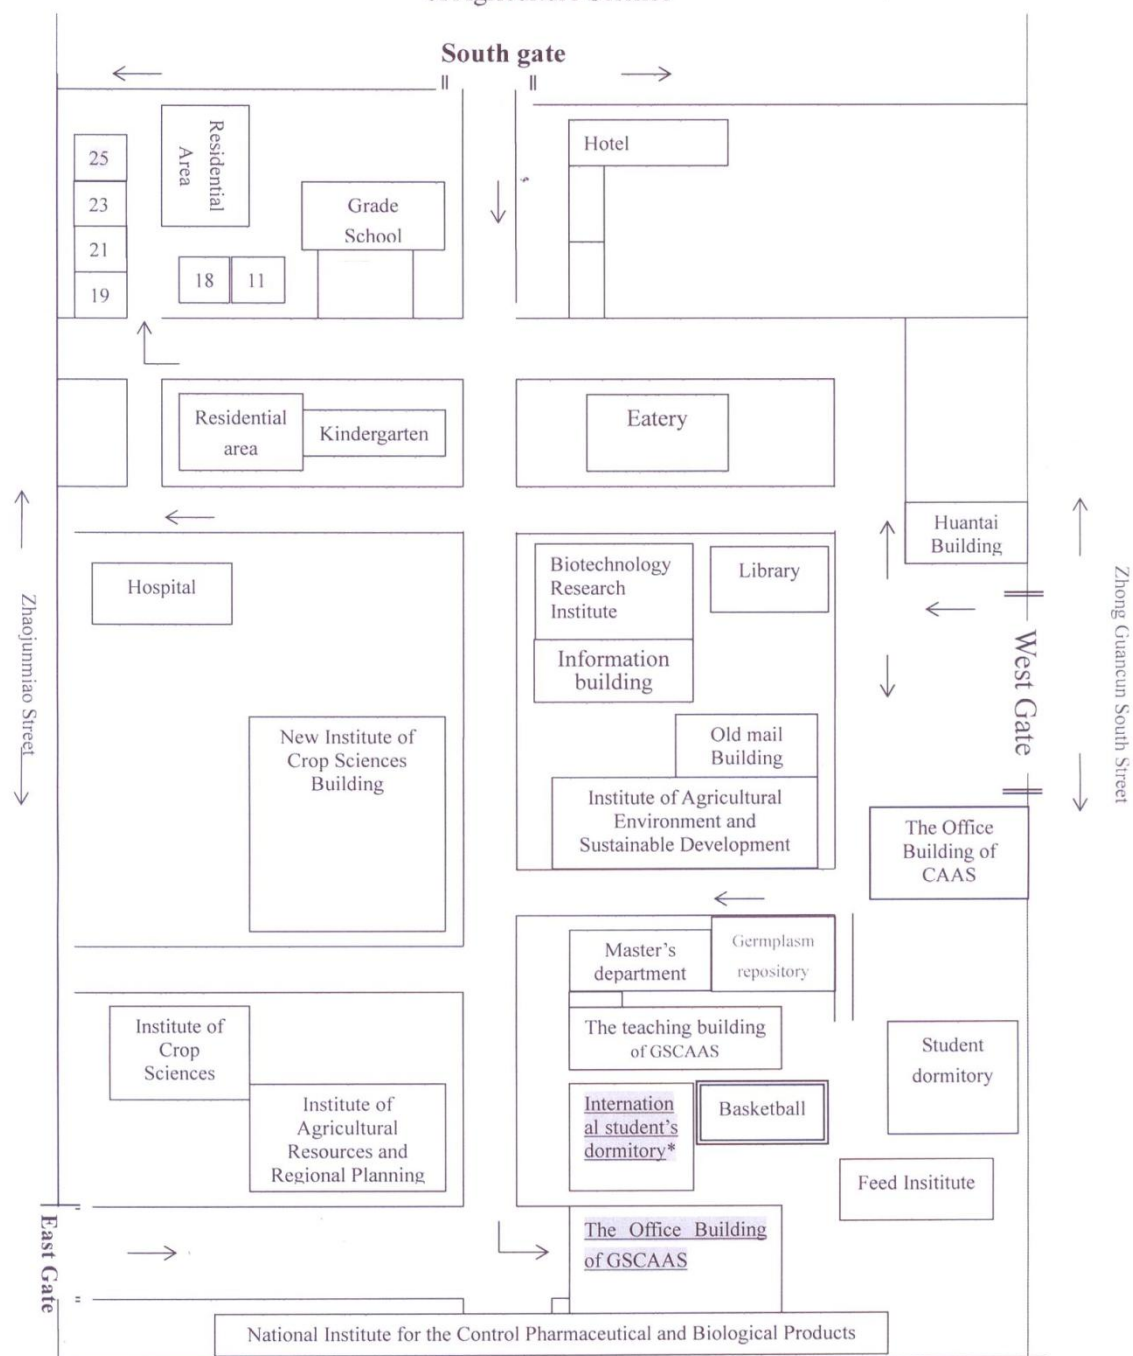 South gate
Residential
Area
Hotel
25
23
21
19
Grade
School
18
11
Residential
area
Kindergarten
Eatery
Huantai
Building
Hospital
Biotechnology
Research
Institute
Library
Information
building
Zhaojunmiao Street
West Gate
Zhong Guancun South Street
New Institute of
Crop Sciences
Building
Old mail
Building
Institute of Agricultural
Environment and
Sustainable Development
The Office
Building of
CAAS
Master's
department
Germplasm
repository
Institute of
Crop
Sciences
The teaching building
of GSCAAS
Student
dormitory
Institute of
Agricultural
Resources and
Regional Planning
Internation
al student's
dormitory*
Basketball
Feed Insititute
East Gate
The Office Building
of GSCAAS
National Institute for the Control Pharmaceutical and Biological Products